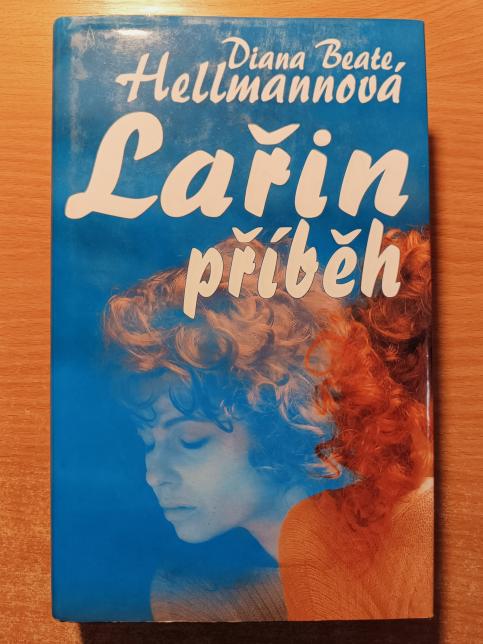 Diana Beate
Hellmannová
Lařin
příběh